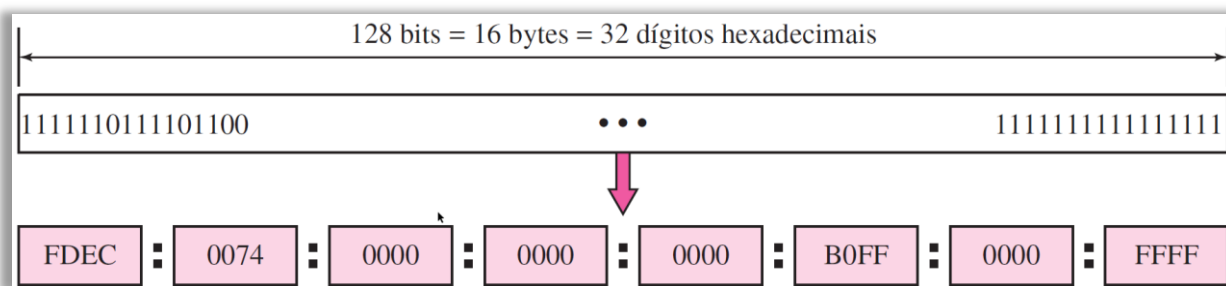 128 bits = 16 bytes = 32 dígitos hexadecimais
1111110111101100 ••• 1111111111111111
FDEC : 0074 : 0000 : 0000 : 0000 : B0FF : 0000 : FFFF